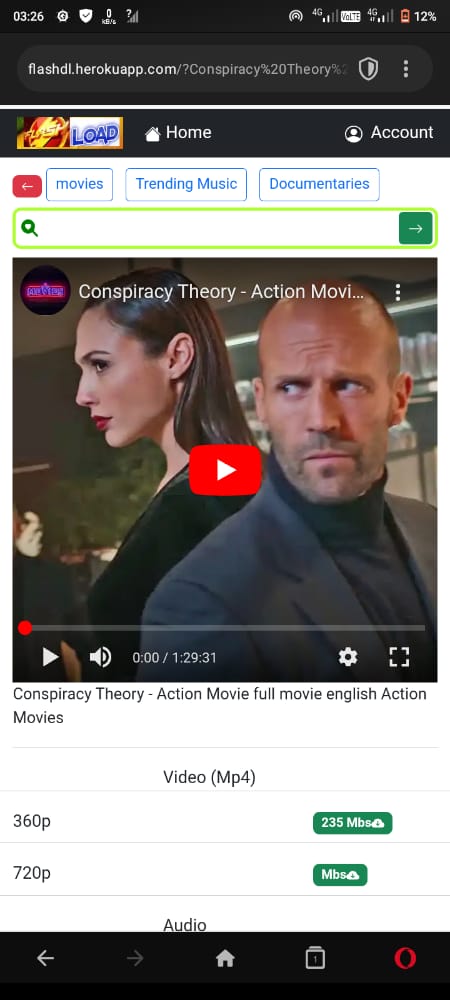 03:26 0 kB/s ? 4G VoLTE 4G 12%
flashdl.herokuapp.com/?Conspiracy%20Theory%2
FLASH LOAD Home Account
movies Trending Music Documentaries
MOVIES Conspiracy Theory - Action Movi...
0:00 / 1:29:31
Conspiracy Theory - Action Movie full movie english Action
Movies
Video (Mp4)
360p 235 Mbs
720p Mbs
Audio
1